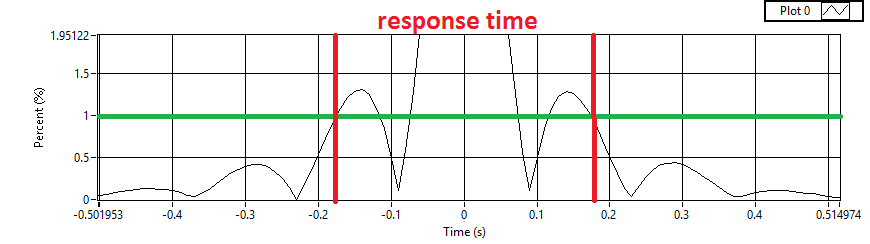 Plot 0
response time
1.95122
1.5
1
0.5
0
Percent (%)
-0.501953 -0.4 -0.3 -0.2 -0.1 0 0.1 0.2 0.3 0.4 0.514974
Time (s)